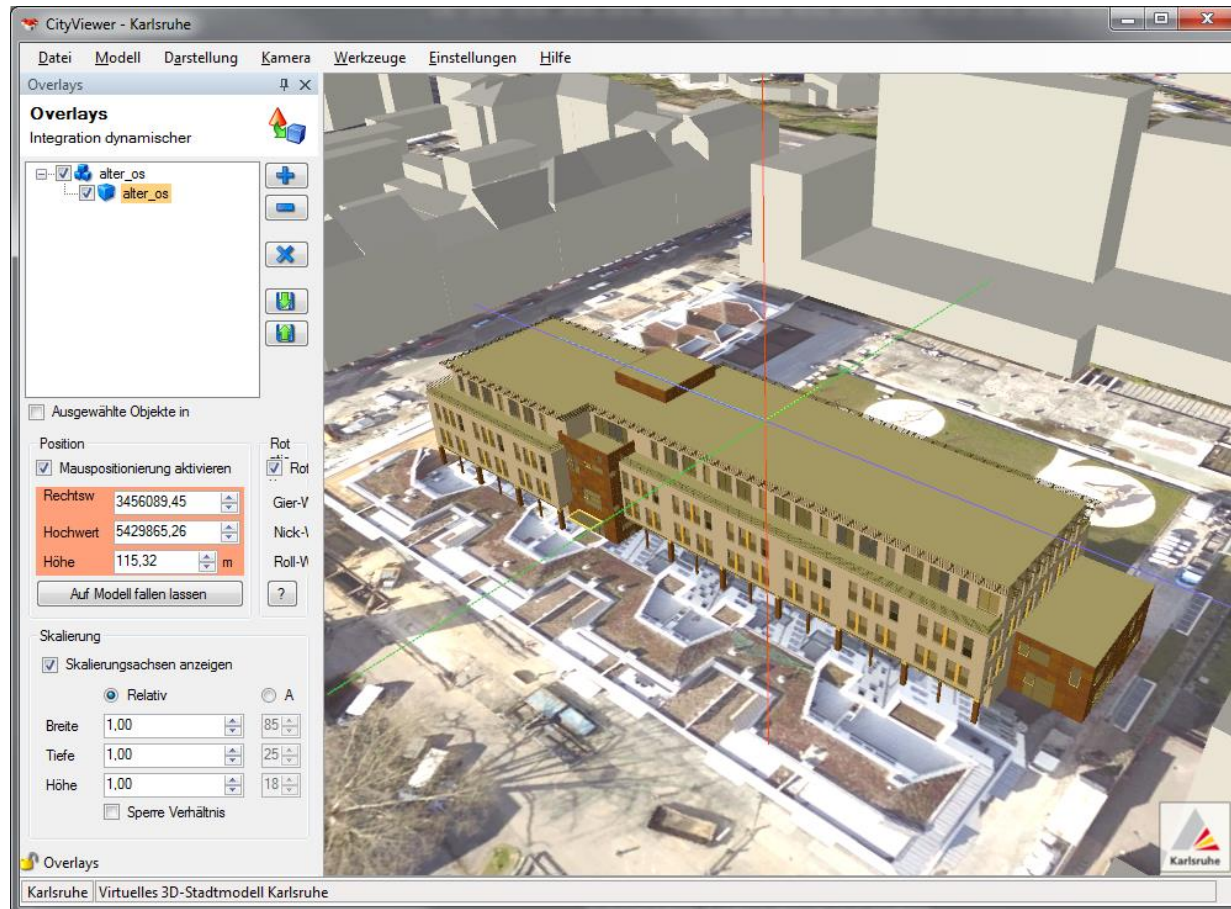 CityViewer - Karlsruhe
Datei Modell Darstellung Kamera Werkzeuge Einstellungen Hilfe
Overlays
Overlays
Integration dynamischer
alter_os
alter_os
Ausgewählte Objekte in
Position
Mauspositionierung aktivieren
Rechtsw 3456089,45
Hochwert 5429865,26
Höhe 115,32 m
Auf Modell fallen lassen
Rot
Rot
Gier-W
Nick-W
Roll-W
?
Skalierung
Skalierungsachsen anzeigen
Relativ A
Breite 1,00 85
Tiefe 1,00 25
Höhe 1,00 18
Sperre Verhältnis
Overlays
Karlsruhe
Karlsruhe Virtuelles 3D-Stadtmodell Karlsruhe